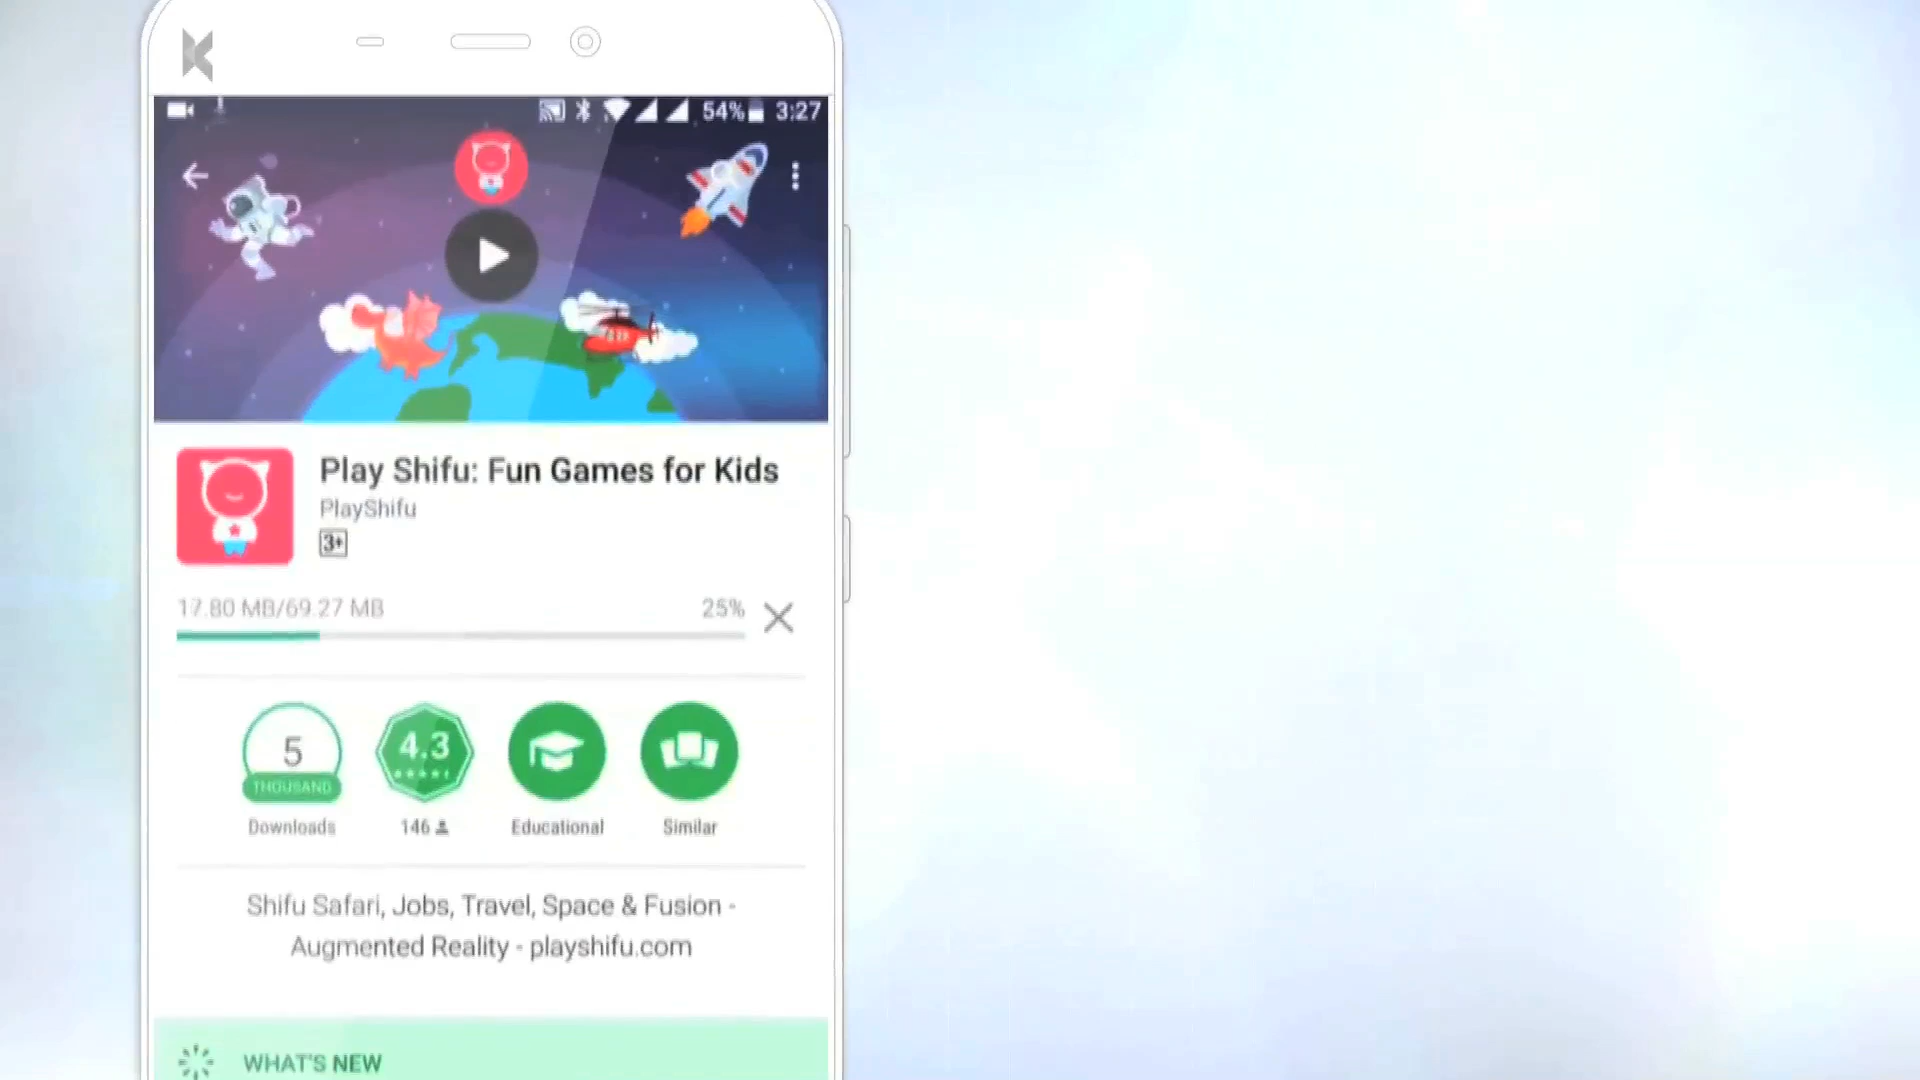 54% 3:27
Play Shifu: Fun Games for Kids
PlayShifu
3+
17.80 MB/69.27 MB 25%
5
THOUSAND
4.3
Downloads
146
Educational
Similar
Shifu Safari, Jobs, Travel, Space & Fusion -
Augmented Reality - playshifu.com
WHAT'S NEW